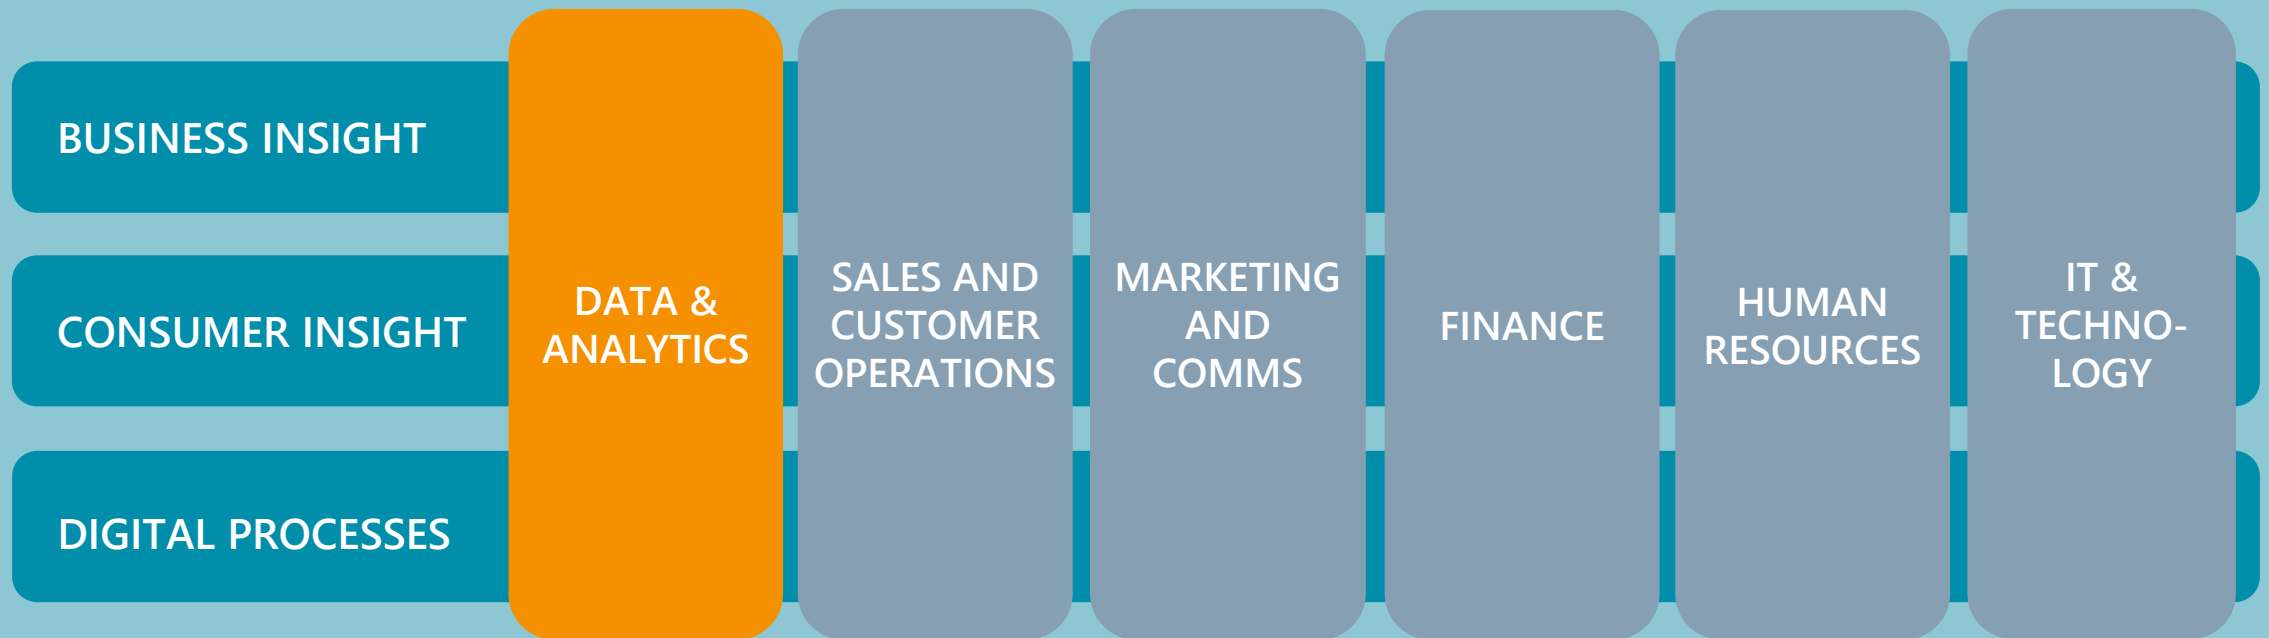 BUSINESS INSIGHT
CONSUMER INSIGHT
DIGITAL PROCESSES
DATA &
ANALYTICS
SALES AND
CUSTOMER
OPERATIONS
MARKETING
AND
COMMS
FINANCE
HUMAN
RESOURCES
IT &
TECHNO-
LOGY